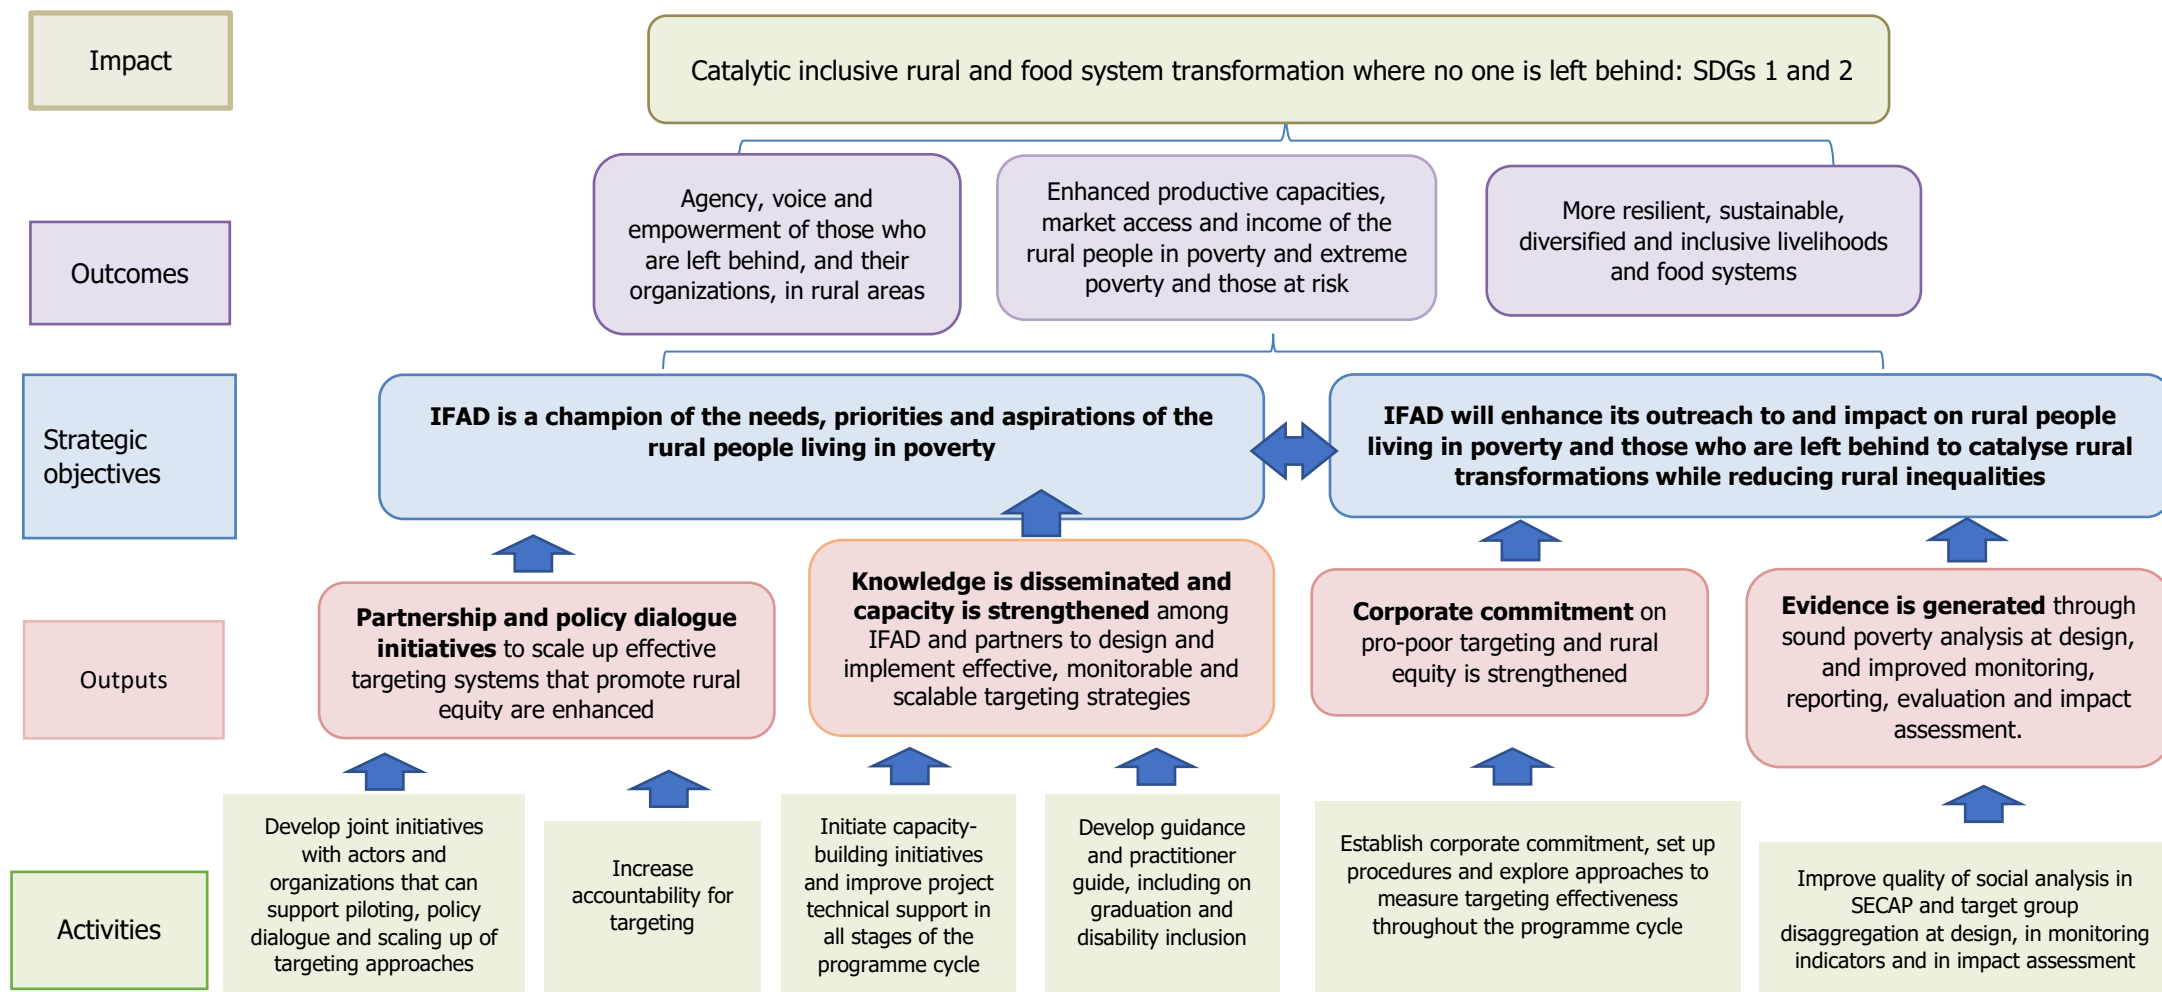 Impact
Catalytic inclusive rural and food system transformation where no one is left behind: SDGs 1 and 2
Outcomes
Agency, voice and
empowerment of those who
are left behind, and their
organizations, in rural areas
Enhanced productive capacities,
market access and income of the
rural people in poverty and extreme
poverty and those at risk
More resilient, sustainable,
diversified and inclusive livelihoods
and food systems
Strategic
objectives
IFAD is a champion of the needs, priorities and aspirations of the
rural people living in poverty
IFAD will enhance its outreach to and impact on rural people
living in poverty and those who are left behind to catalyse rural
transformations while reducing rural inequalities
Outputs
Partnership and policy dialogue
initiatives to scale up effective
targeting systems that promote rural
equity are enhanced
Knowledge is disseminated and
capacity is strengthened among
IFAD and partners to design and
implement effective, monitorable and
scalable targeting strategies
Corporate commitment on
pro-poor targeting and rural
equity is strengthened
Evidence is generated through
sound poverty analysis at design,
and improved monitoring,
reporting, evaluation and impact
assessment.
Activities
Develop joint initiatives
with actors and
organizations that can
support piloting, policy
dialogue and scaling up of
targeting approaches
Increase
accountability for
targeting
Initiate capacity-
building initiatives
and improve project
technical support in
all stages of the
programme cycle
Develop guidance
and practitioner
guide, including on
graduation and
disability inclusion
Establish corporate commitment, set up
procedures and explore approaches to
measure targeting effectiveness
throughout the programme cycle
Improve quality of social analysis in
SECAP and target group
disaggregation at design, in monitoring
indicators and in impact assessment